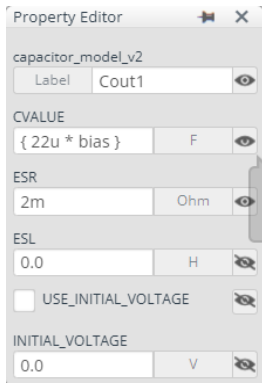 Property Editor
capacitor_model_v2
Label Cout1
CVALUE
{ 22u * bias } F
ESR
2m Ohm
ESL
0.0 H
USE_INITIAL_VOLTAGE
INITIAL_VOLTAGE
0.0 V